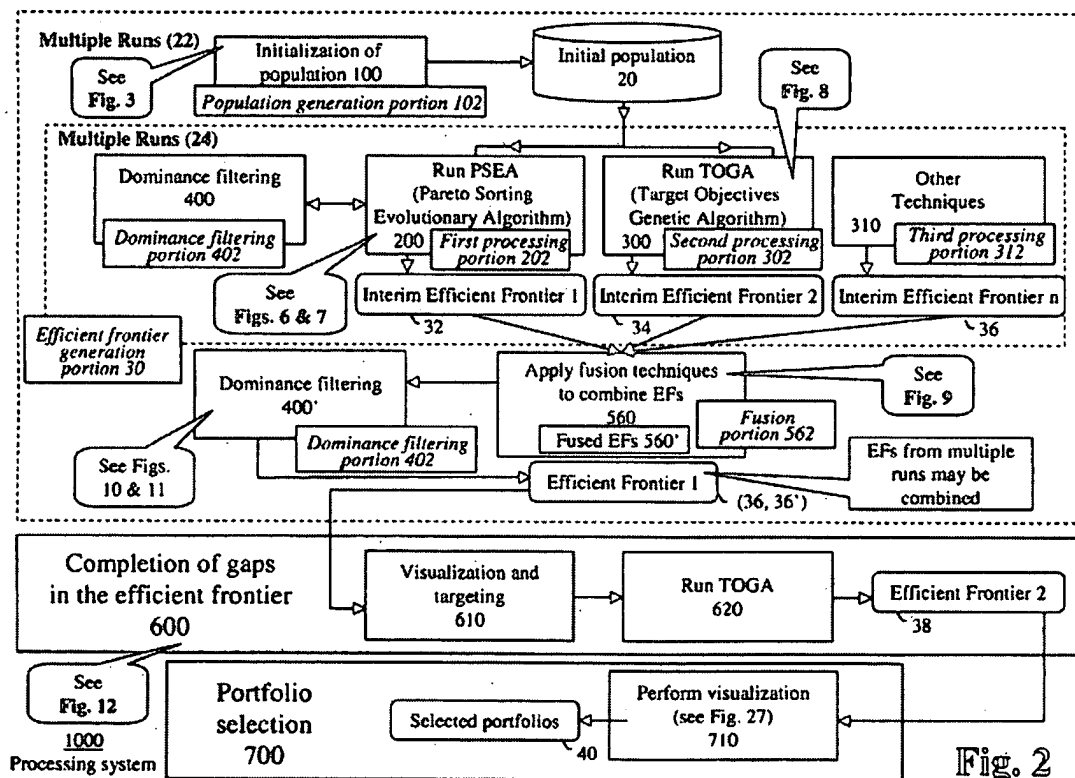 Multiple Runs (22)
See
Fig. 3
Initialization of
population 100
Population generation portion 102
Initial population
20
See
Fig. 8
Multiple Runs (24)
Dominance filtering
400
Dominance filtering
portion 402
Run PSEA
(Pareto Sorting
Evolutionary Algorithm)
200
First processing
portion 202
Run TOGA
(Target Objectives
Genetic Algorithm)
300
Second processing
portion 302
Other
Techniques
310
Third processing
portion 312
See
Figs. 6 & 7
Interim Efficient Frontier 1
32
Interim Efficient Frontier 2
34
Interim Efficient Frontier n
36
Efficient frontier
generation
portion 30
Dominance filtering
400'
Dominance filtering
portion 402
See Figs.
10 & 11
Apply fusion techniques
to combine EFs
560
Fused EFs 560'
Fusion
portion 562
See
Fig. 9
Efficient Frontier 1
(36, 36')
EFs from multiple
runs may be
combined
Completion of gaps
in the efficient frontier
600
Visualization and
targeting
610
Run TOGA
620
Efficient Frontier 2
38
See
Fig. 12
1000
Processing system
Portfolio
selection
700
Selected portfolios
40
Perform visualization
(see Fig. 27)
710
Fig. 2